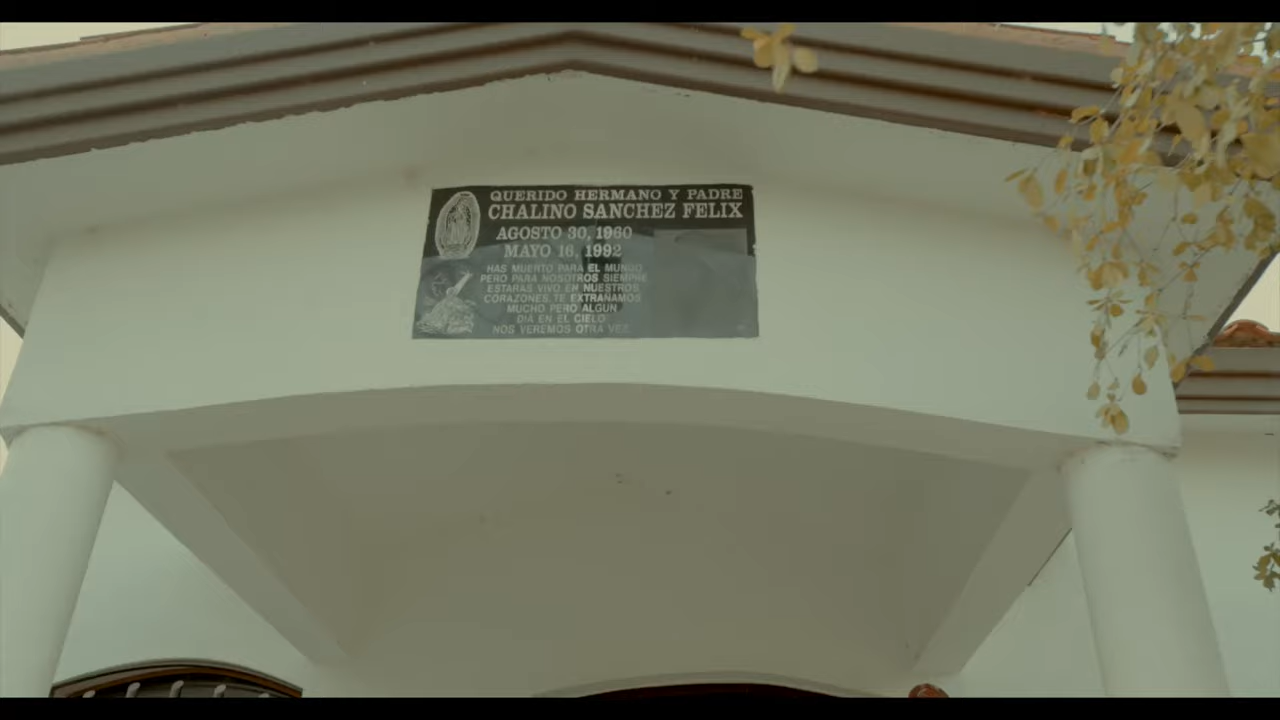 QUERIDO HERMANO Y PADRE
CHALINO SANCHEZ FELIX
AGOSTO 30, 1960
MAYO 16, 1992
HAS MUERTO PARA EL MUNDO
PERO PARA NOSOTROS SIEMPRE
ESTARAS VIVO EN NUESTROS
CORAZONES, TE EXTRAÑAMOS
MUCHO PERO ALGUN
DIA EN EL CIELO
NOS VEREMOS OTRA VEZ